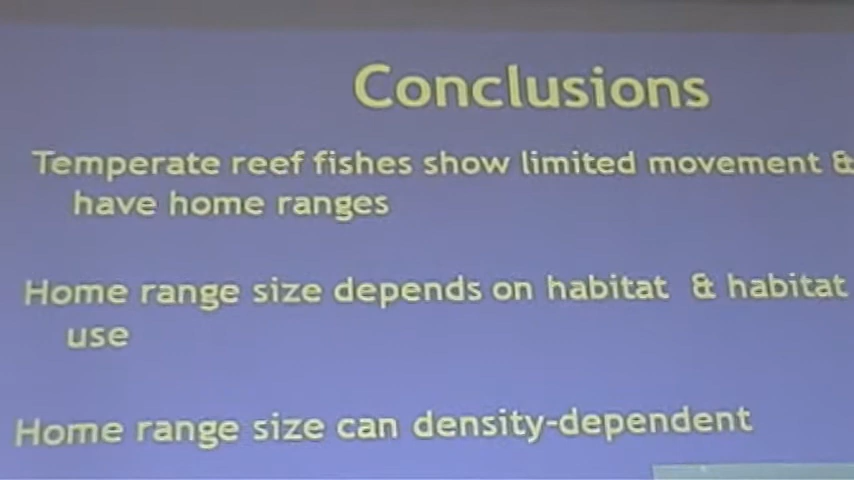 Conclusions
Temperate reef fishes show limited movement &
have home ranges
Home range size depends on habitat & habitat
use
Home range size can density-dependent